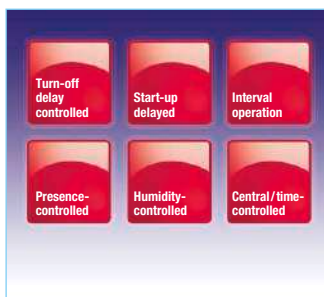 Turn-off
delay
controlled
Start-up
delayed
Interval
operation
Presence-
controlled
Humidity-
controlled
Central/time-
controlled